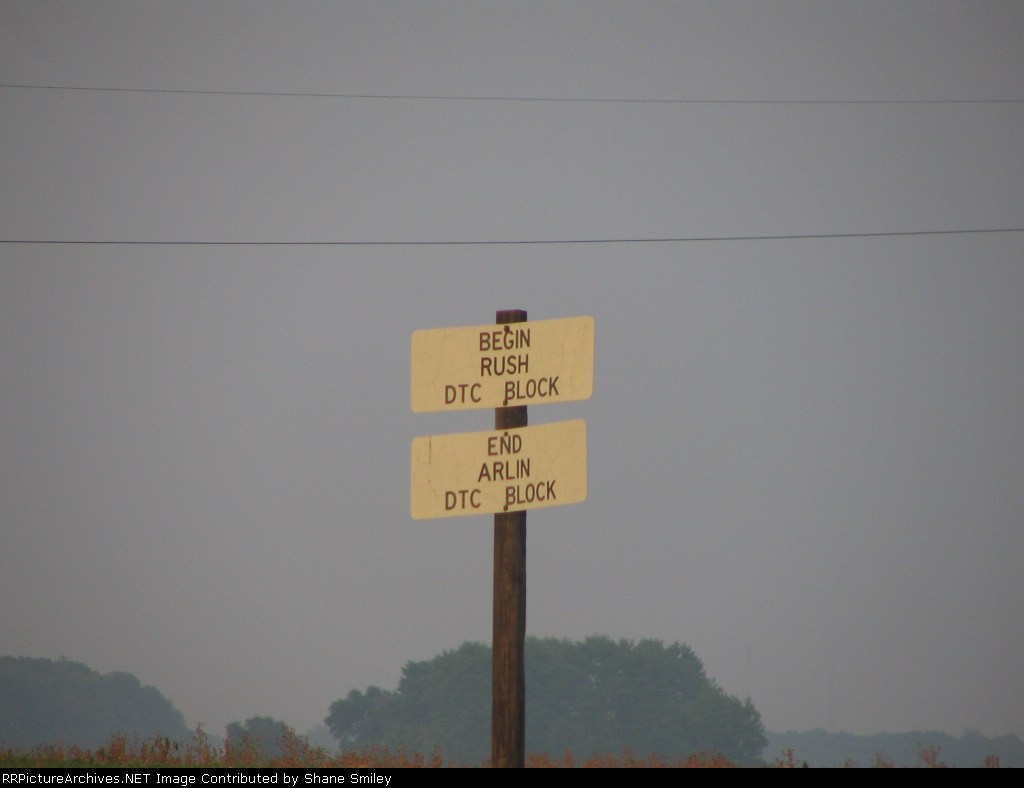 BEGIN
RUSH
DTC BLOCK
END
ARLIN
DTC BLOCK
RRPictureArchives.NET Image Contributed by Shane Smiley